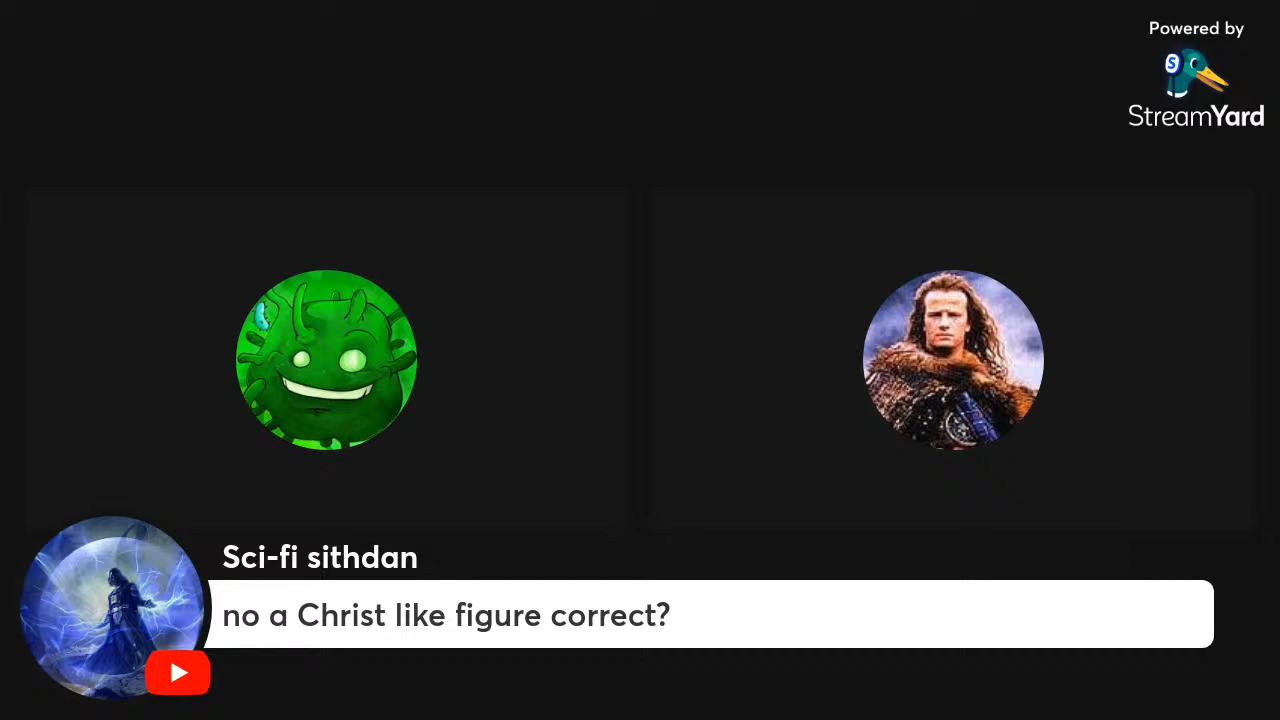 Powered by
S
StreamYard
Sci-fi sithdan
no a Christ like figure correct?